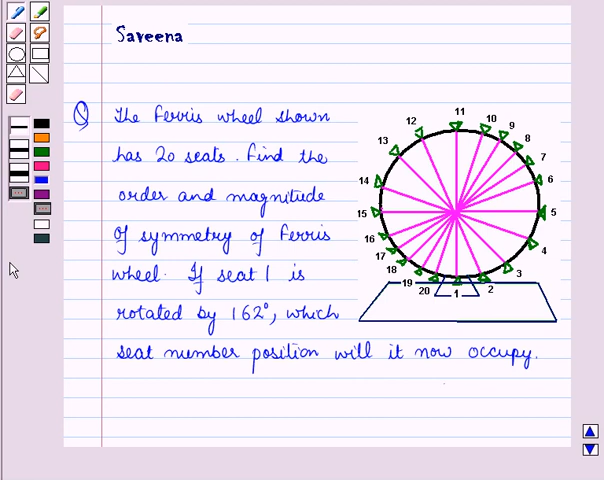 Saveena
Q The Ferris wheel shown
has 20 seats. Find the
order and magnitude
of symmetry of Ferris
wheel. If seat 1 is
rotated by 162°, which
seat number position will it now occupy.
11
12
10
9
13
8
7
14
6
15
5
16
4
17
18
3
19
20
1
2